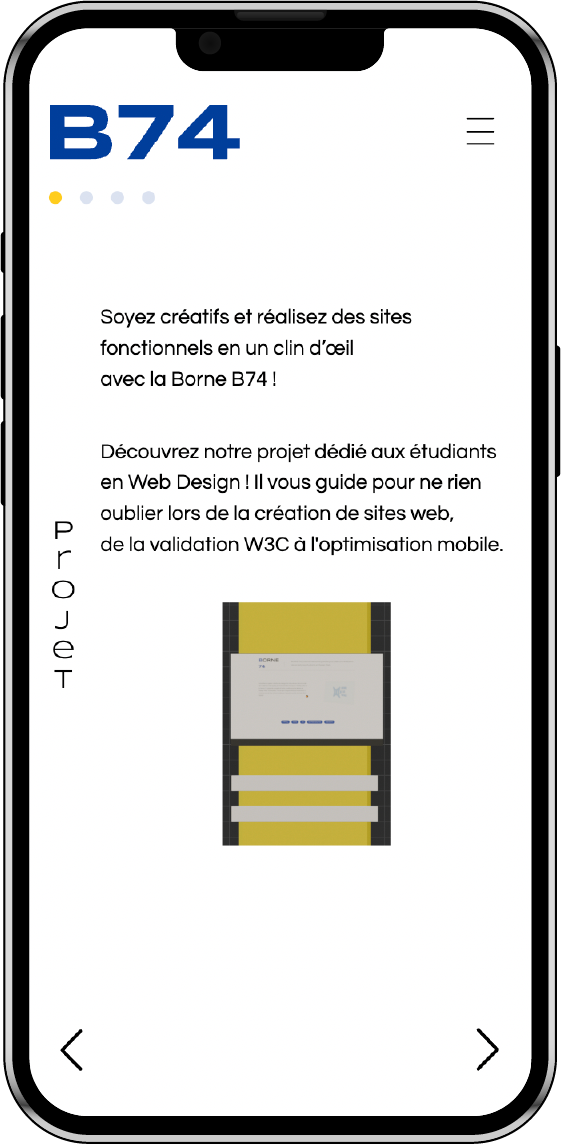 B74
Soyez créatifs et réalisez des sites
fonctionnels en un clin d’œil
avec la Borne B74 !
Découvrez notre projet dédié aux étudiants
en Web Design ! Il vous guide pour ne rien
oublier lors de la création de sites web,
de la validation W3C à l'optimisation mobile.
ProJeT
BORNE